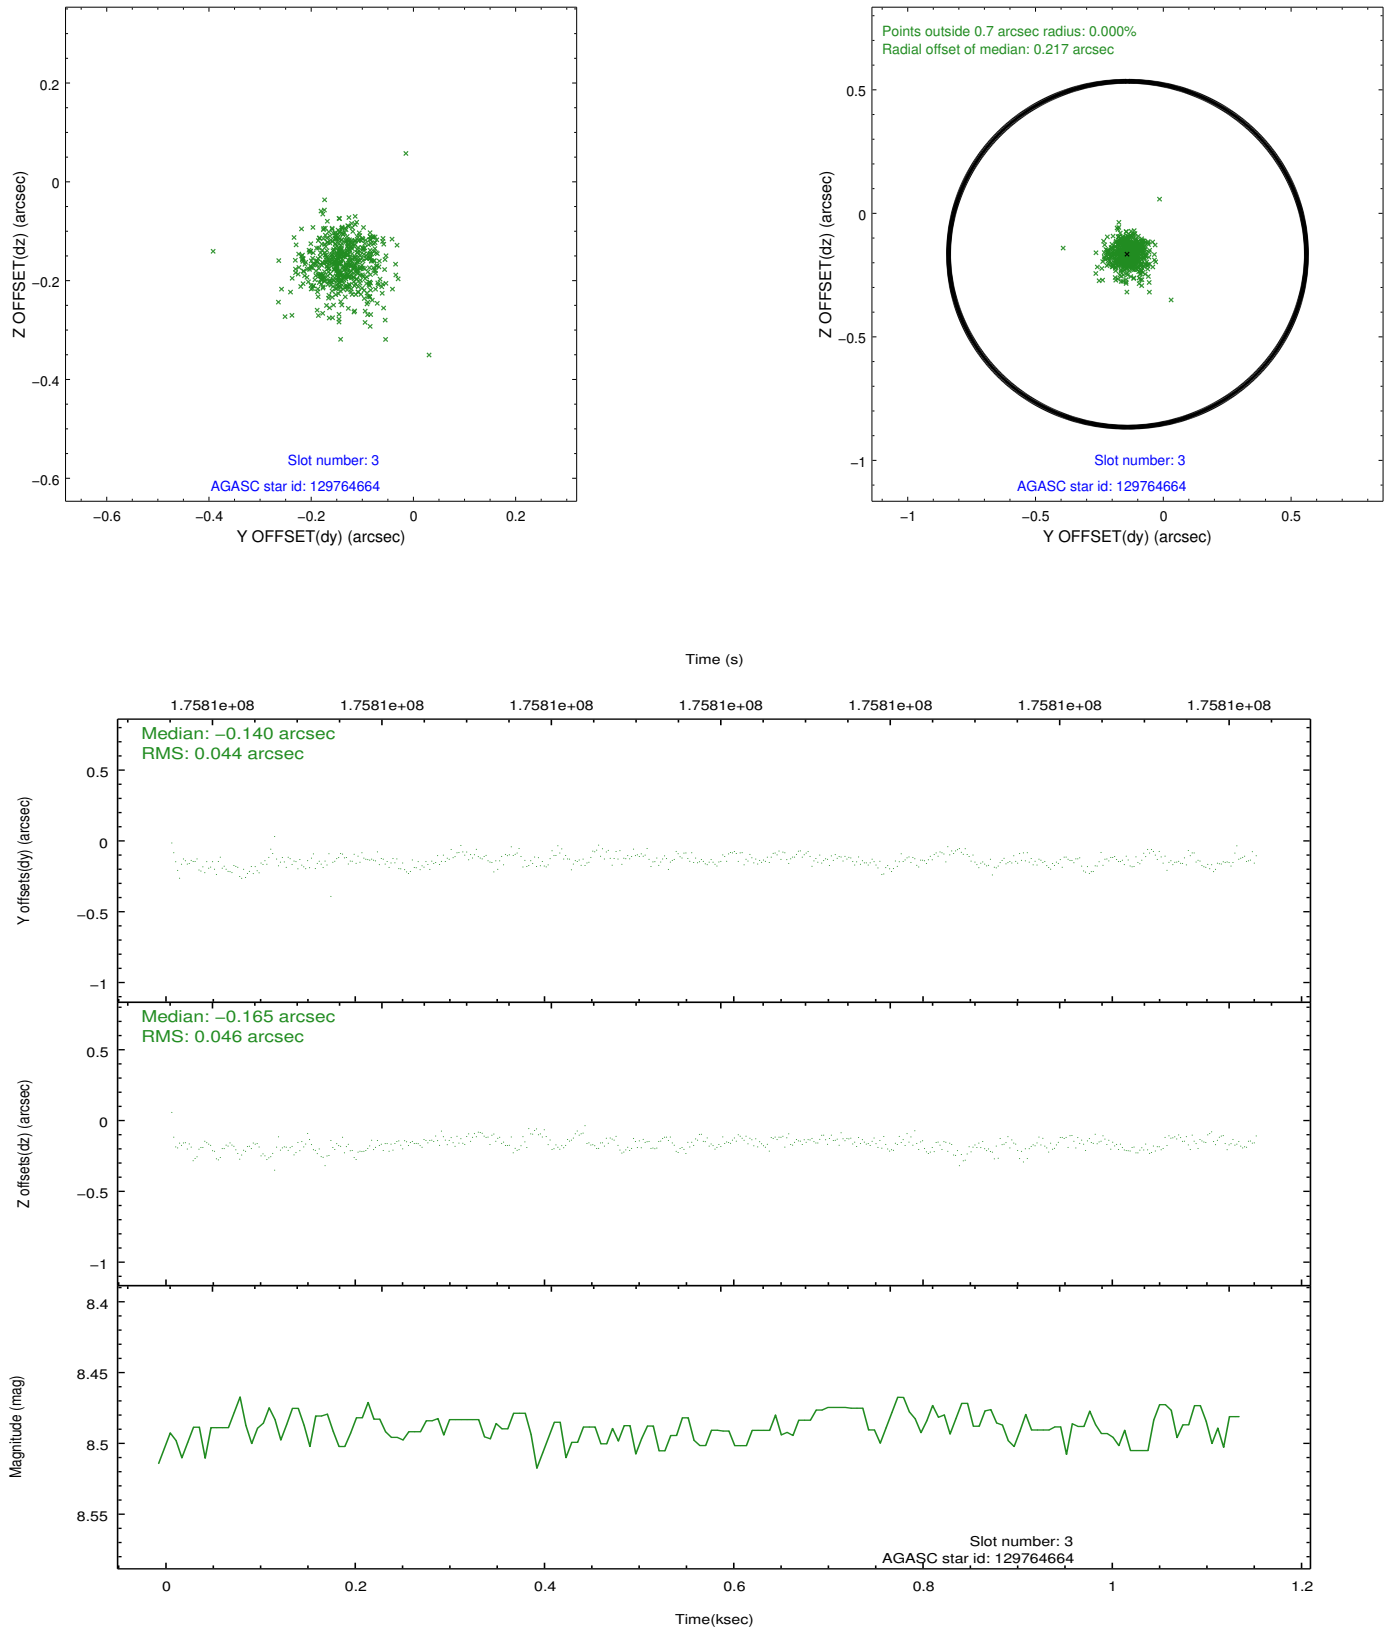 0.2
0
−0.2
−0.4
−0.6
Z OFFSET(dz) (arcsec)
Slot number: 3
AGASC star id: 129764664
−0.6
−0.4
−0.2
0
0.2
Y OFFSET(dy) (arcsec)
Points outside 0.7 arcsec radius: 0.000%
Radial offset of median: 0.217 arcsec
0.5
0
−0.5
−1
Z OFFSET(dz) (arcsec)
Slot number: 3
AGASC star id: 129764664
−1
−0.5
0
0.5
Y OFFSET(dy) (arcsec)
Time (s)
1.7581e+08
1.7581e+08
1.7581e+08
1.7581e+08
1.7581e+08
1.7581e+08
1.7581e+08
Median: −0.140 arcsec
RMS: 0.044 arcsec
0.5
0
−0.5
−1
Y offsets(dy) (arcsec)
Median: −0.165 arcsec
RMS: 0.046 arcsec
0.5
0
−0.5
−1
Z offsets(dz) (arcsec)
8.4
8.45
8.5
8.55
Magnitude (mag)
Slot number: 3
AGASC star id: 129764664
0
0.2
0.4
0.6
0.8
1
1.2
Time(ksec)